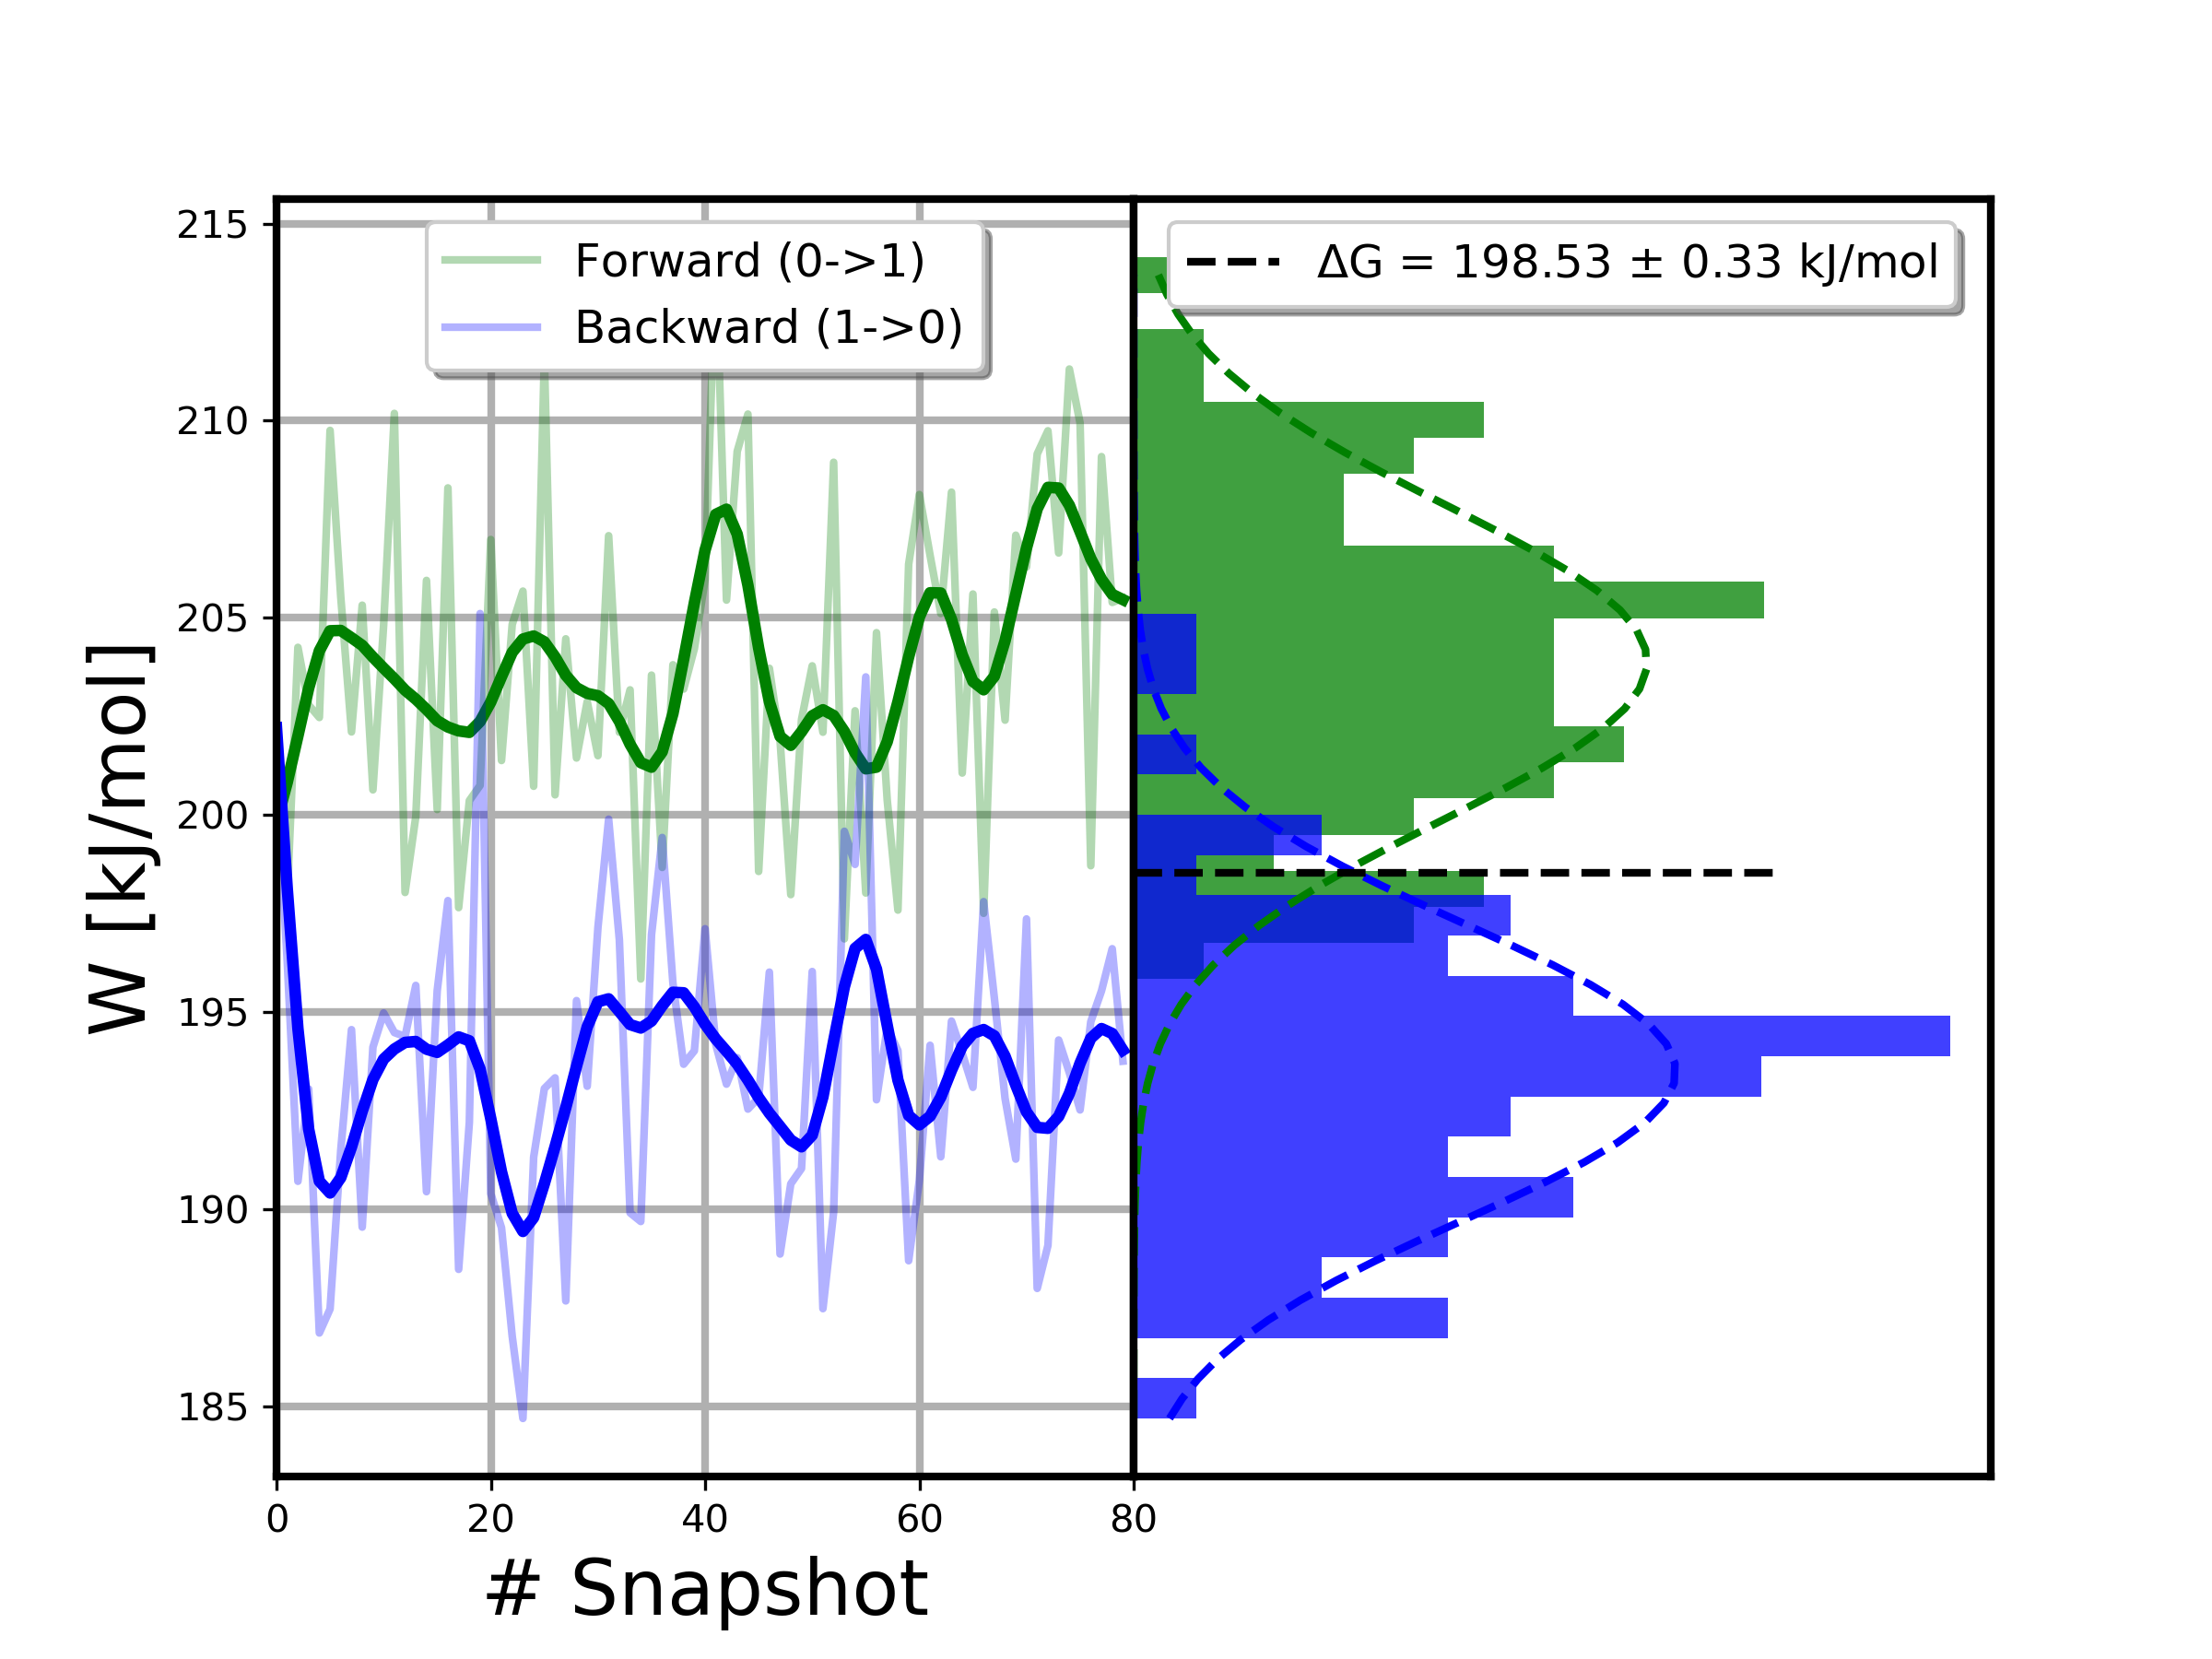 Forward (0->1)
Backward (1->0)
ΔG = 198.53 ± 0.33 kJ/mol
215
210
205
200
195
190
185
W [kJ/mol]
0 20 40 60 80
# Snapshot